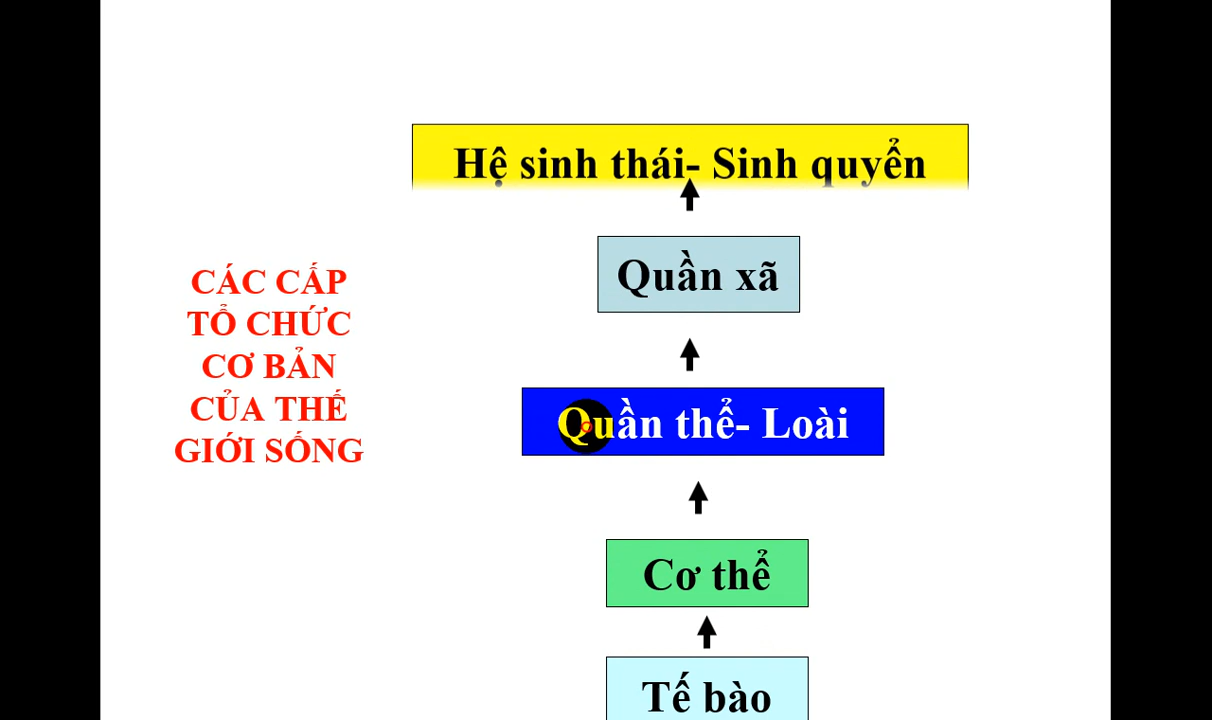 Hệ sinh thái- Sinh quyển
Quần xã
CÁC CẤP
TỔ CHỨC
CƠ BẢN
CỦA THẾ
GIỚI SỐNG
Quần thể- Loài
Cơ thể
Tế bào